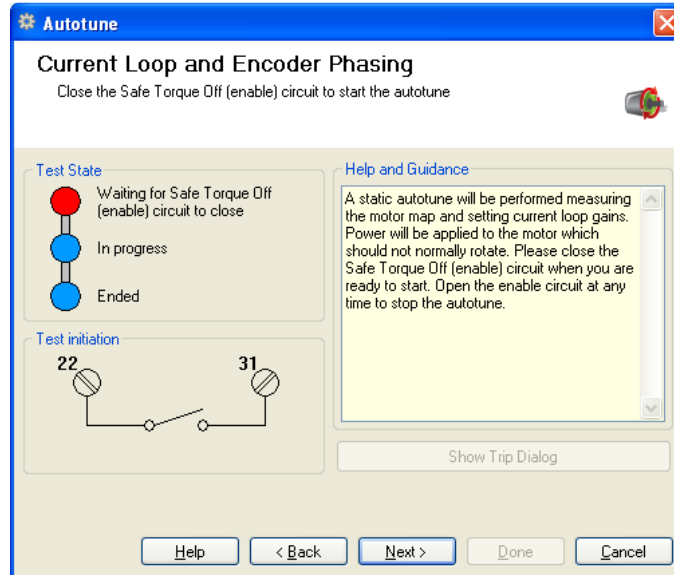 Autotune
Current Loop and Encoder Phasing
Close the Safe Torque Off (enable) circuit to start the autotune
Test State
Waiting for Safe Torque Off
(enable) circuit to close
In progress
Ended
Test initiation
22
31
Help and Guidance
A static autotune will be performed measuring
the motor map and setting current loop gains.
Power will be applied to the motor which
should not normally rotate. Please close the
Safe Torque Off (enable) circuit when you are
ready to start. Open the enable circuit at any
time to stop the autotune.
Show Trip Dialog
Help
< Back
Next >
Done
Cancel